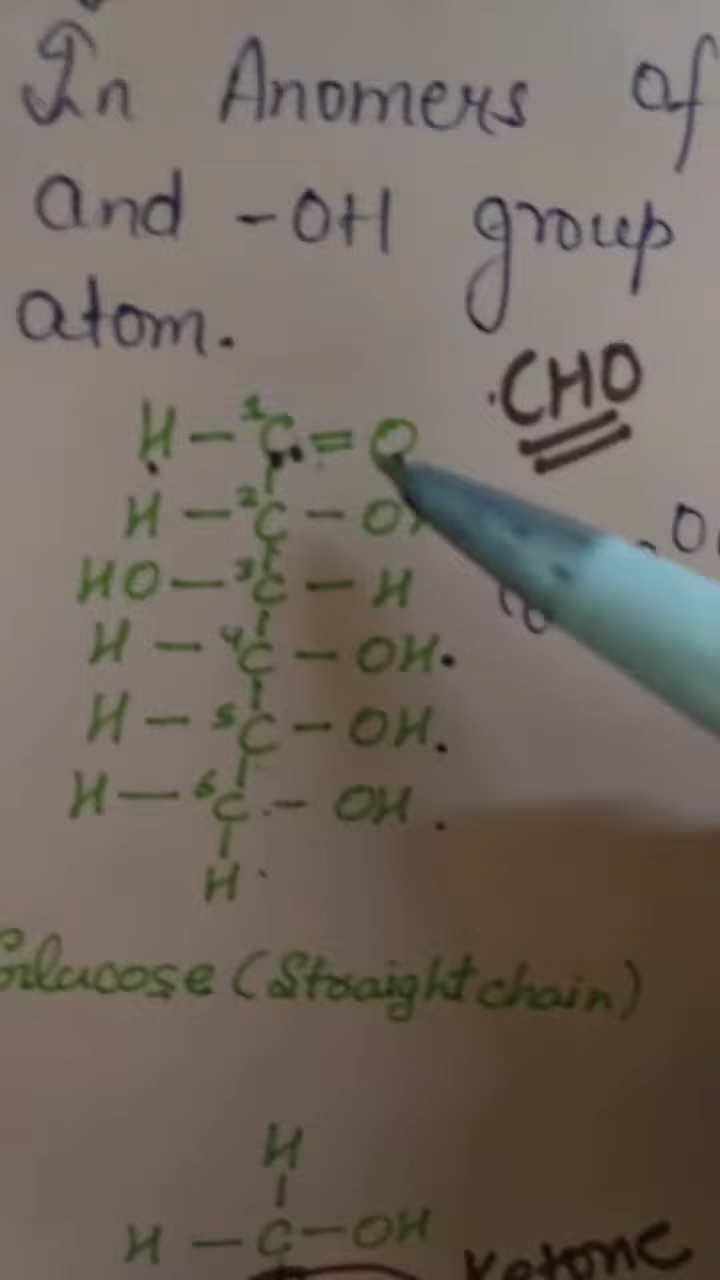 In Anomers of
and -OH group
atom.
CHO
H - 1C = O
H - 2C - OH
HO - 3C - H
H - 4C - OH.
H - 5C - OH.
H - 6C - OH.
H
Glucose (Straight chain)
H
H - C - OH
Ketone